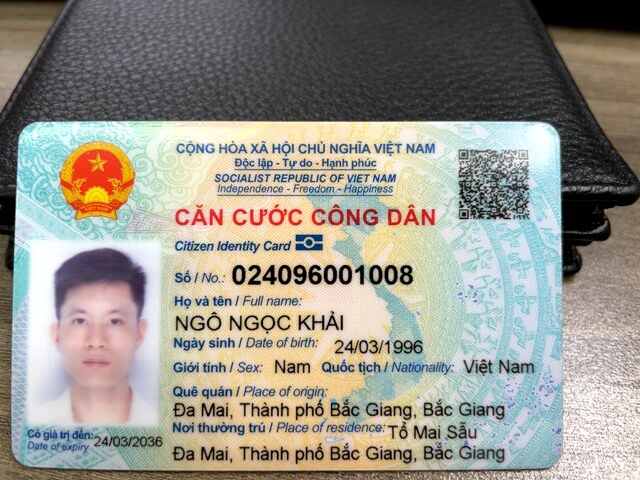 CỘNG HÒA XÃ HỘI CHỦ NGHĨA VIỆT NAM
Độc lập - Tự do - Hạnh phúc
SOCIALIST REPUBLIC OF VIET NAM
Independence - Freedom - Happiness
CĂN CƯỚC CÔNG DÂN
Citizen Identity Card
Số / No.: 024096001008
Họ và tên / Full name:
NGÔ NGỌC KHẢI
Ngày sinh / Date of birth: 24/03/1996
Giới tính / Sex: Nam Quốc tịch / Nationality: Việt Nam
Quê quán / Place of origin:
Đa Mai, Thành phố Bắc Giang, Bắc Giang
Nơi thường trú / Place of residence: Tổ Mai Sẫu
Đa Mai, Thành phố Bắc Giang, Bắc Giang
Có giá trị đến: 24/03/2036
Date of expiry